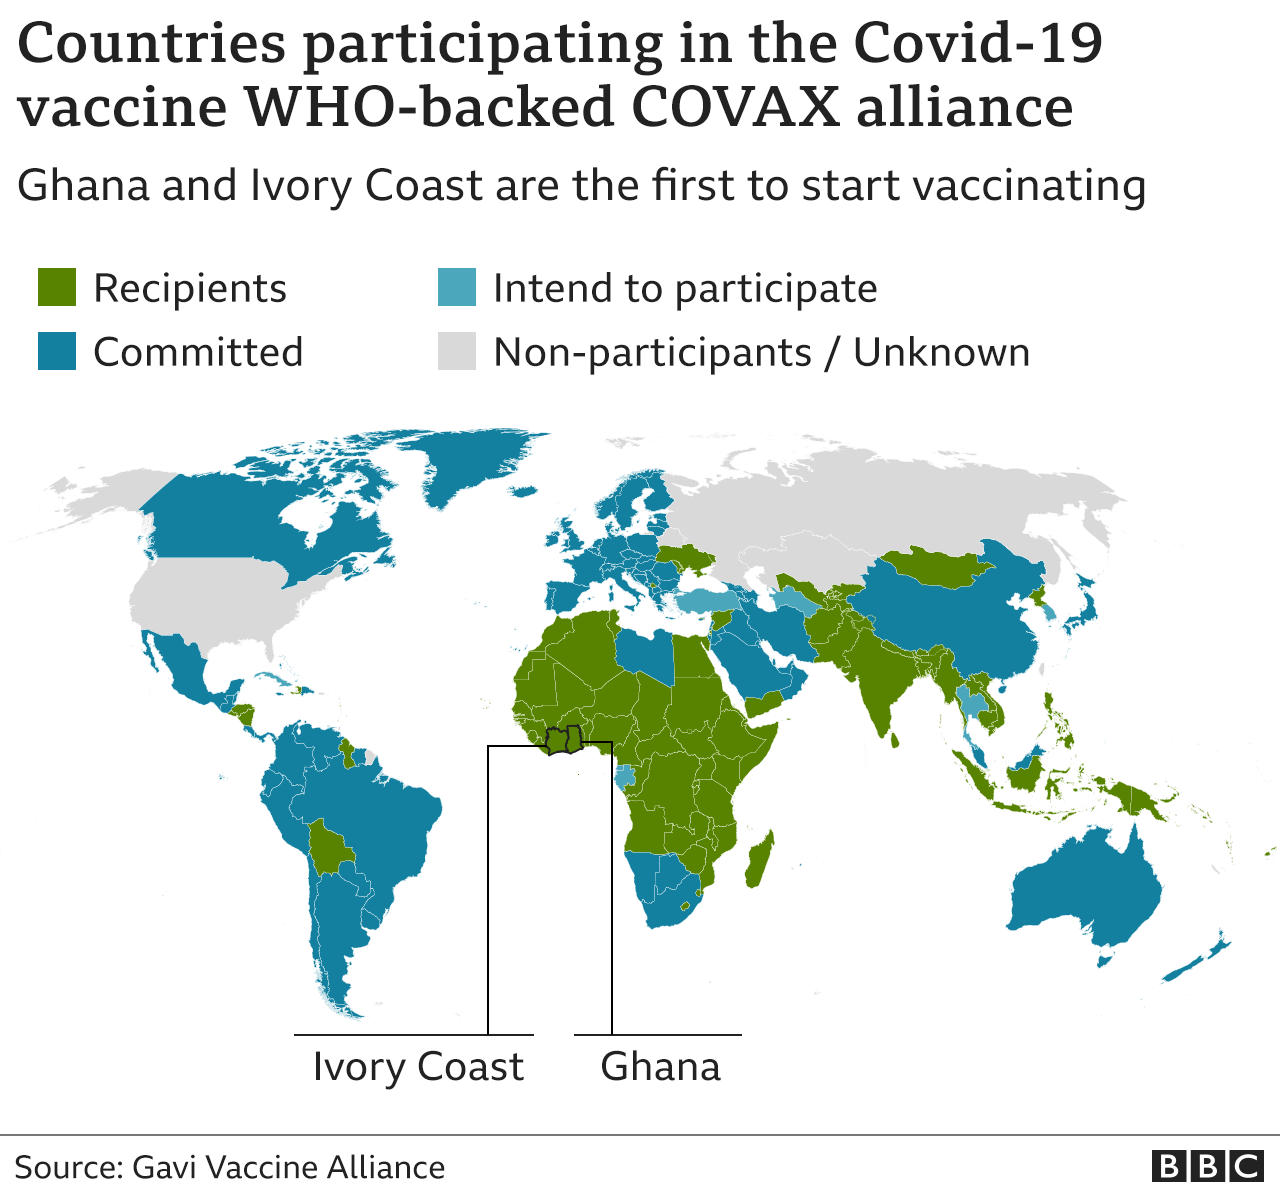 Countries participating in the Covid-19
vaccine WHO-backed COVAX alliance
Ghana and Ivory Coast are the first to start vaccinating
Recipients
Intend to participate
Committed
Non-participants / Unknown
Ivory Coast
Ghana
Source: Gavi Vaccine Alliance
BBC